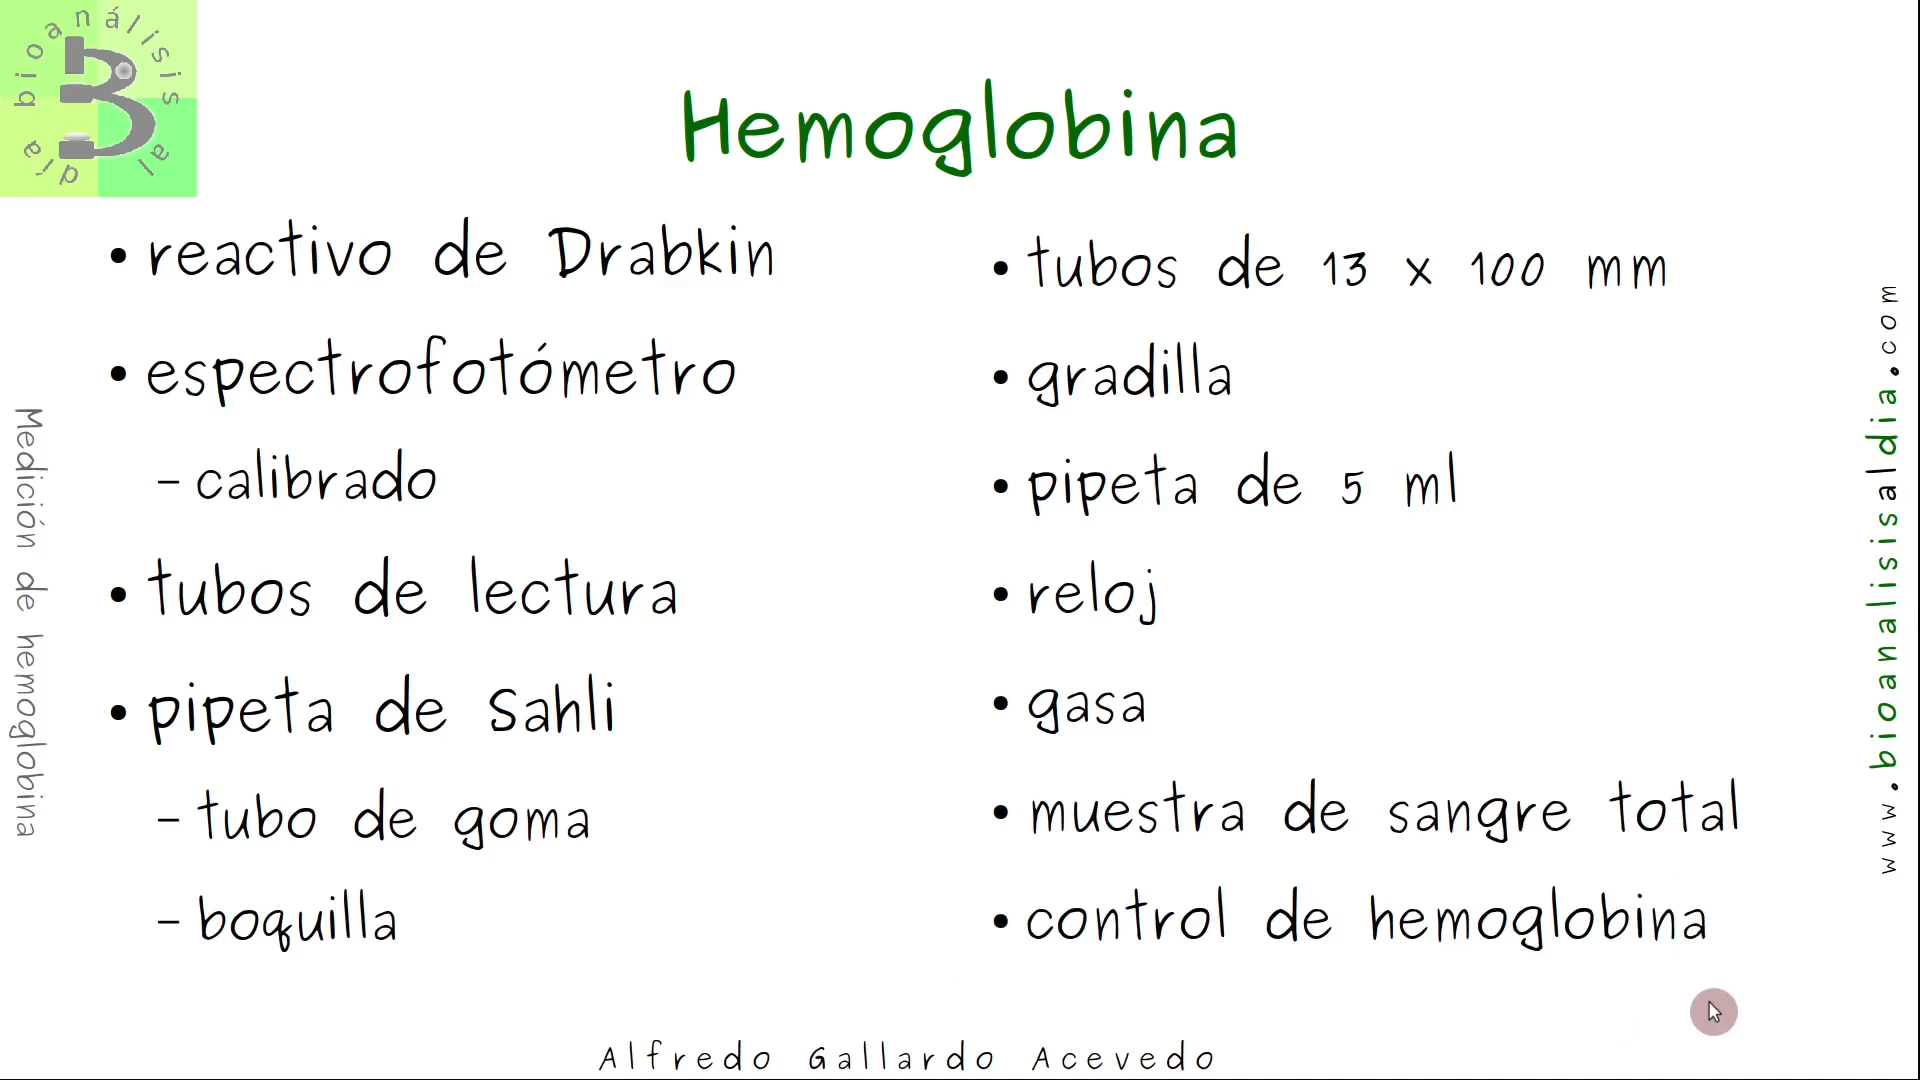 bioanálisis
al día
Hemoglobina
• reactivo de Drabkin
• espectrofotómetro
– calibrado
• tubos de lectura
• pipeta de Sahli
– tubo de goma
– boquilla
• tubos de 13 x 100 mm
• gradilla
• pipeta de 5 ml
• reloj
• gasa
• muestra de sangre total
• control de hemoglobina
Medición de hemoglobina
www.bioanalisisaldia.com
Alfredo Gallardo Acevedo